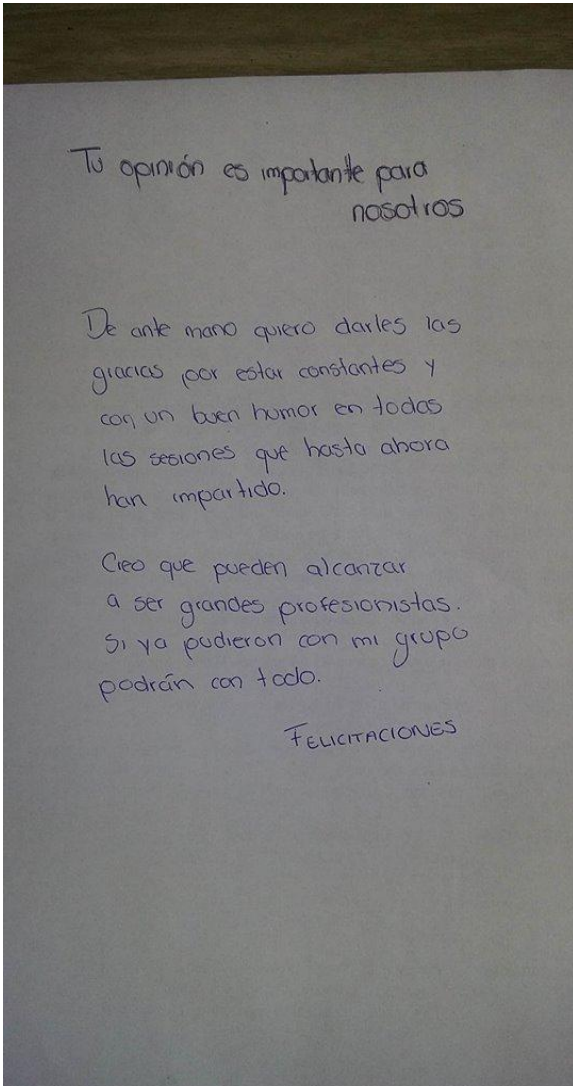 Tu opinión es importante para
nosotros
De ante mano quiero darles las
gracias por estar constantes y
con un buen humor en todas
las sesiones que hasta ahora
han impartido.
Creo que pueden alcanzar
a ser grandes profesionistas.
Si ya pudieron con mi grupo
podrán con todo.
FELICITACIONES